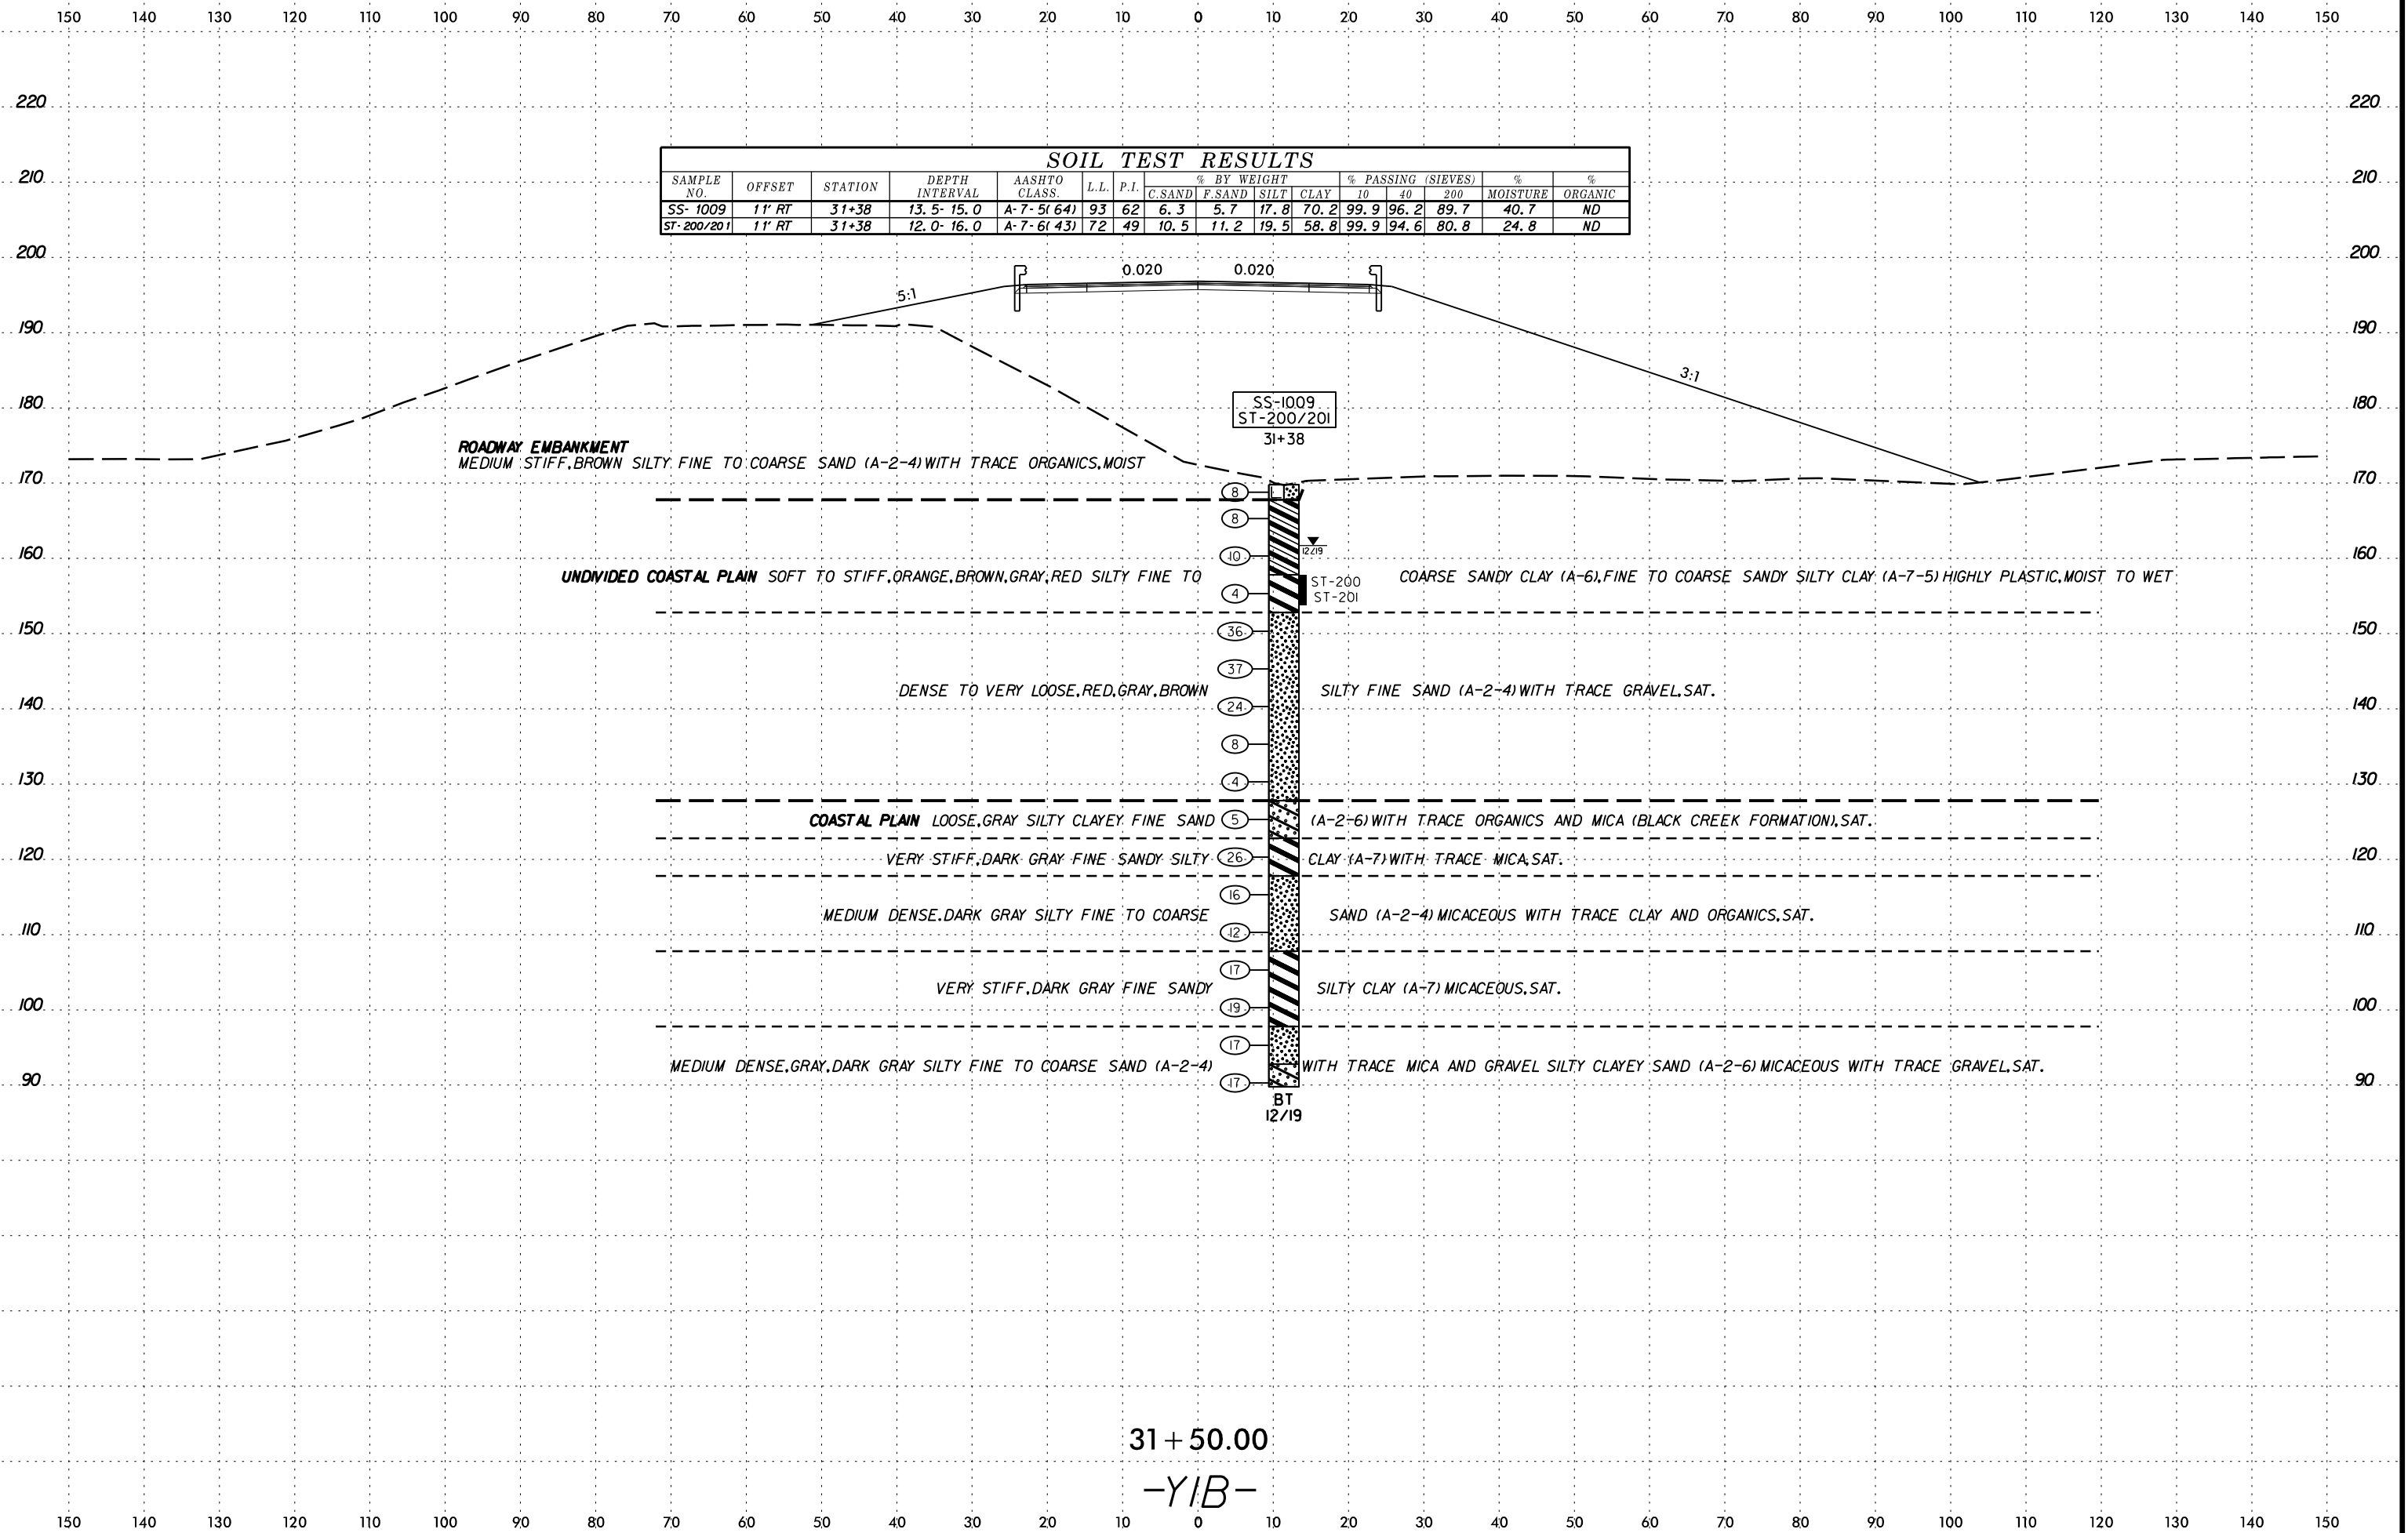 150 140 130 120 110 100 90 80 70 60 50 40 30 20 10 0 10 20 30 40 50 60 70 80 90 100 110 120 130 140 150
220 220
SOIL TEST RESULTS
SAMPLE NO. OFFSET STATION DEPTH INTERVAL AASHTO CLASS. L.L. P.I. % BY WEIGHT % PASSING (SIEVES) % MOISTURE % ORGANIC
C.SAND F.SAND SILT CLAY 10 40 200
SS-1009 11' RT 31+38 13.5-15.0 A-7-5(64) 93 62 6.3 5.7 17.8 70.2 99.9 96.2 89.7 40.7 ND
ST-200/201 11' RT 31+38 12.0-16.0 A-7-6(43) 72 49 10.5 11.2 19.5 58.8 99.9 94.6 80.8 24.8 ND
210 210
200 200
0.020 0.020
5:1
190 190
3:1
180 180
SS-1009
ST-200/201
31+38
ROADWAY EMBANKMENT
MEDIUM STIFF,BROWN SILTY FINE TO COARSE SAND (A-2-4)WITH TRACE ORGANICS,MOIST
170 170
8
8
12/19
160 10 160
UNDIVIDED COASTAL PLAIN SOFT TO STIFF,ORANGE,BROWN,GRAY,RED SILTY FINE TO COARSE SANDY CLAY (A-6),FINE TO COARSE SANDY SILTY CLAY (A-7-5)HIGHLY PLASTIC,MOIST TO WET
ST-200
4 ST-201
150 36 150
37
DENSE TO VERY LOOSE,RED,GRAY,BROWN SILTY FINE SAND (A-2-4)WITH TRACE GRAVEL,SAT.
140 24 140
8
130 4 130
COASTAL PLAIN LOOSE,GRAY SILTY CLAYEY FINE SAND 5 (A-2-6)WITH TRACE ORGANICS AND MICA (BLACK CREEK FORMATION),SAT.
120 VERY STIFF,DARK GRAY FINE SANDY SILTY 26 CLAY (A-7)WITH TRACE MICA,SAT. 120
16
MEDIUM DENSE,DARK GRAY SILTY FINE TO COARSE SAND (A-2-4)MICACEOUS WITH TRACE CLAY AND ORGANICS,SAT.
110 12 110
17
VERY STIFF,DARK GRAY FINE SANDY SILTY CLAY (A-7)MICACEOUS,SAT.
100 19 100
17
MEDIUM DENSE,GRAY,DARK GRAY SILTY FINE TO COARSE SAND (A-2-4) WITH TRACE MICA AND GRAVEL SILTY CLAYEY SAND (A-2-6)MICACEOUS WITH TRACE GRAVEL,SAT.
90 17 90
BT
12/19
31+50.00
-Y1B-
150 140 130 120 110 100 90 80 70 60 50 40 30 20 10 0 10 20 30 40 50 60 70 80 90 100 110 120 130 140 150